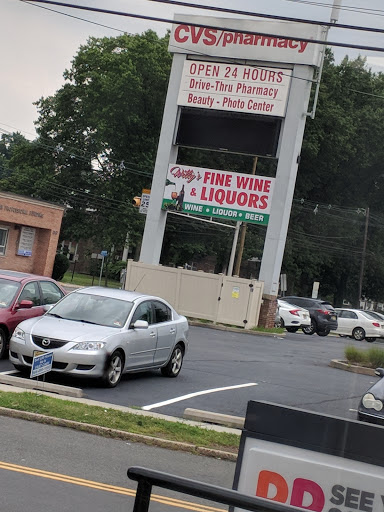 CVS/pharmacy
OPEN 24 HOURS
Drive-Thru Pharmacy
Beauty - Photo Center
FINE WINE
& LIQUORS
WINE • LIQUOR • BEER
DD
SEE